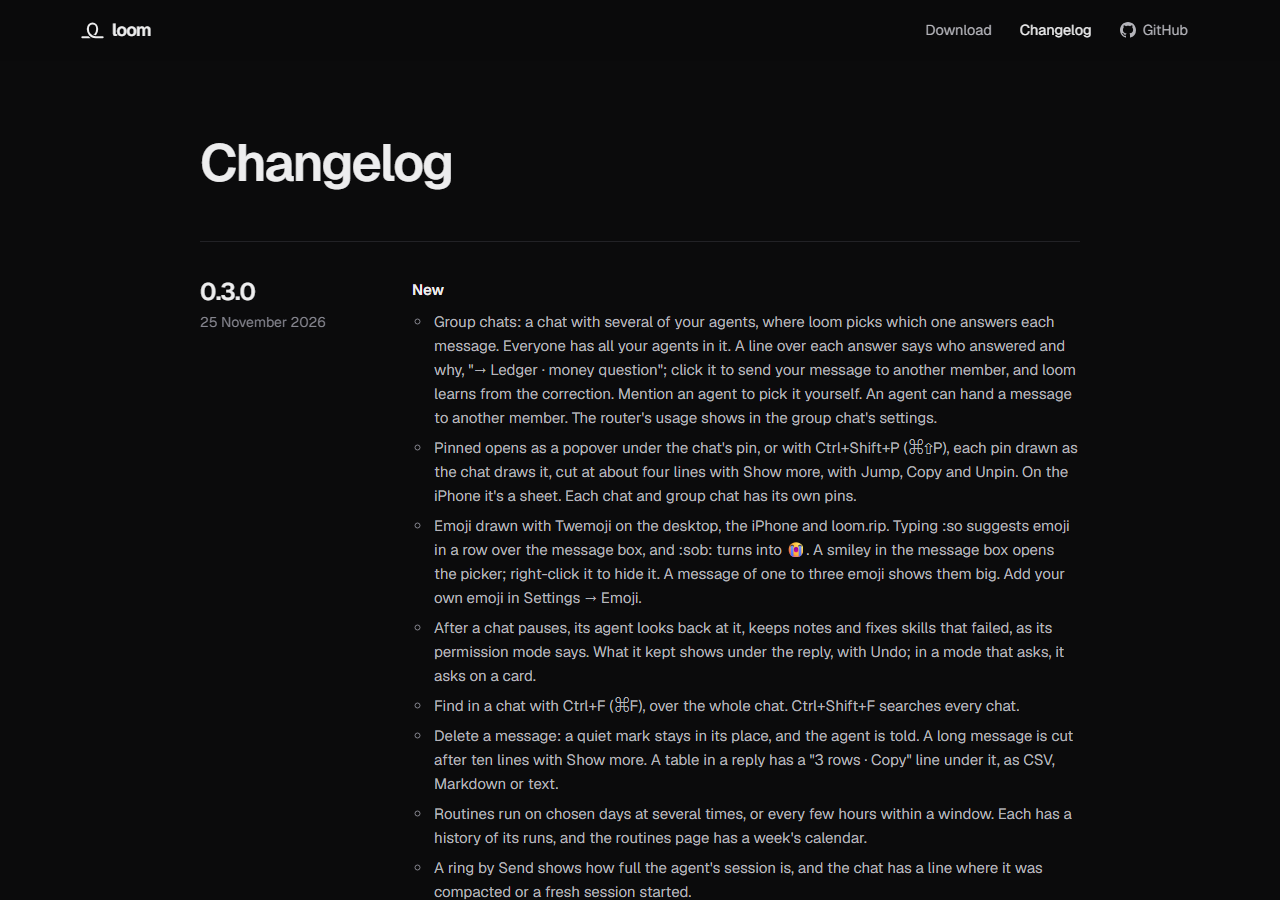 loom
Download
Changelog
GitHub
Changelog
0.3.0
25 November 2026
New
Group chats: a chat with several of your agents, where loom picks which one answers each
message. Everyone has all your agents in it. A line over each answer says who answered and
why, "→ Ledger · money question"; click it to send your message to another member, and loom
learns from the correction. Mention an agent to pick it yourself. An agent can hand a message
to another member. The router's usage shows in the group chat's settings.
Pinned opens as a popover under the chat's pin, or with Ctrl+Shift+P (⌘⇧P), each pin drawn as
the chat draws it, cut at about four lines with Show more, with Jump, Copy and Unpin. On the
iPhone it's a sheet. Each chat and group chat has its own pins.
Emoji drawn with Twemoji on the desktop, the iPhone and loom.rip. Typing :so suggests emoji
in a row over the message box, and :sob: turns into 😭. A smiley in the message box opens
the picker; right-click it to hide it. A message of one to three emoji shows them big. Add your
own emoji in Settings → Emoji.
After a chat pauses, its agent looks back at it, keeps notes and fixes skills that failed, as its
permission mode says. What it kept shows under the reply, with Undo; in a mode that asks, it
asks on a card.
Find in a chat with Ctrl+F (⌘F), over the whole chat. Ctrl+Shift+F searches every chat.
Delete a message: a quiet mark stays in its place, and the agent is told. A long message is cut
after ten lines with Show more. A table in a reply has a "3 rows · Copy" line under it, as CSV,
Markdown or text.
Routines run on chosen days at several times, or every few hours within a window. Each has a
history of its runs, and the routines page has a week's calendar.
A ring by Send shows how full the agent's session is, and the chat has a line where it was
compacted or a fresh session started.